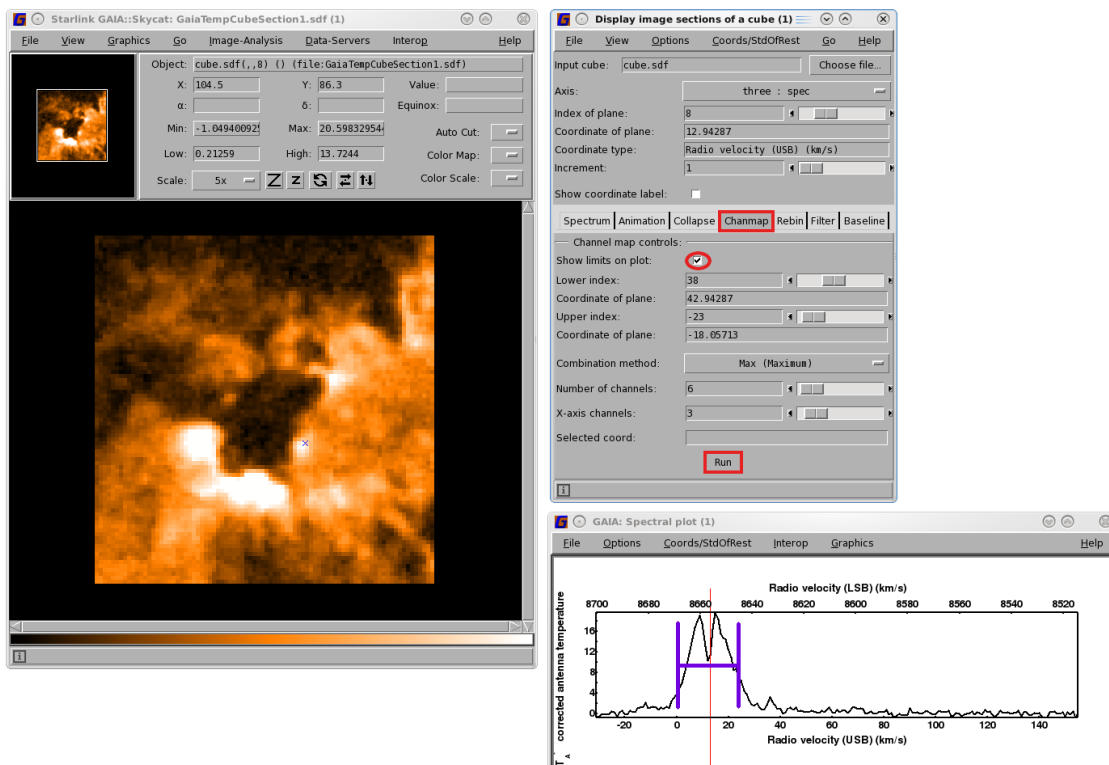 Starlink GAIA::Skycat: GaiaTempCubeSection1.sdf (1)
File View Graphics Go Image-Analysis Data-Servers Interop Help
Object: cube.sdf(,,8) () (file:GaiaTempCubeSection1.sdf)
X: 104.5 Y: 86.3 Value:
α: δ: Equinox:
Min: -1.04940092 Max: 20.5983295 Auto Cut:
Low: 0.21259 High: 13.7244 Color Map:
Scale: 5x Z z Color Scale:
Display image sections of a cube (1)
File View Options Coords/StdOfRest Go Help
Input cube: cube.sdf Choose file...
Axis: three : spec
Index of plane: 8
Coordinate of plane: 12.94287
Coordinate type: Radio velocity (USB) (km/s)
Increment: 1
Show coordinate label:
Spectrum Animation Collapse Chanmap Rebin Filter Baseline
Channel map controls:
Show limits on plot:
Lower index: 38
Coordinate of plane: 42.94287
Upper index: -23
Coordinate of plane: -18.05713
Combination method: Max (Maximum)
Number of channels: 6
X-axis channels: 3
Selected coord:
Run
GAIA: Spectral plot (1)
File Options Coords/StdOfRest Interop Graphics Help
Radio velocity (LSB) (km/s)
8700 8680 8660 8640 8620 8600 8580 8560 8540 8520
T A corrected antenna temperature
16
12
8
4
0
-20 0 20 40 60 80 100 120 140
Radio velocity (USB) (km/s)